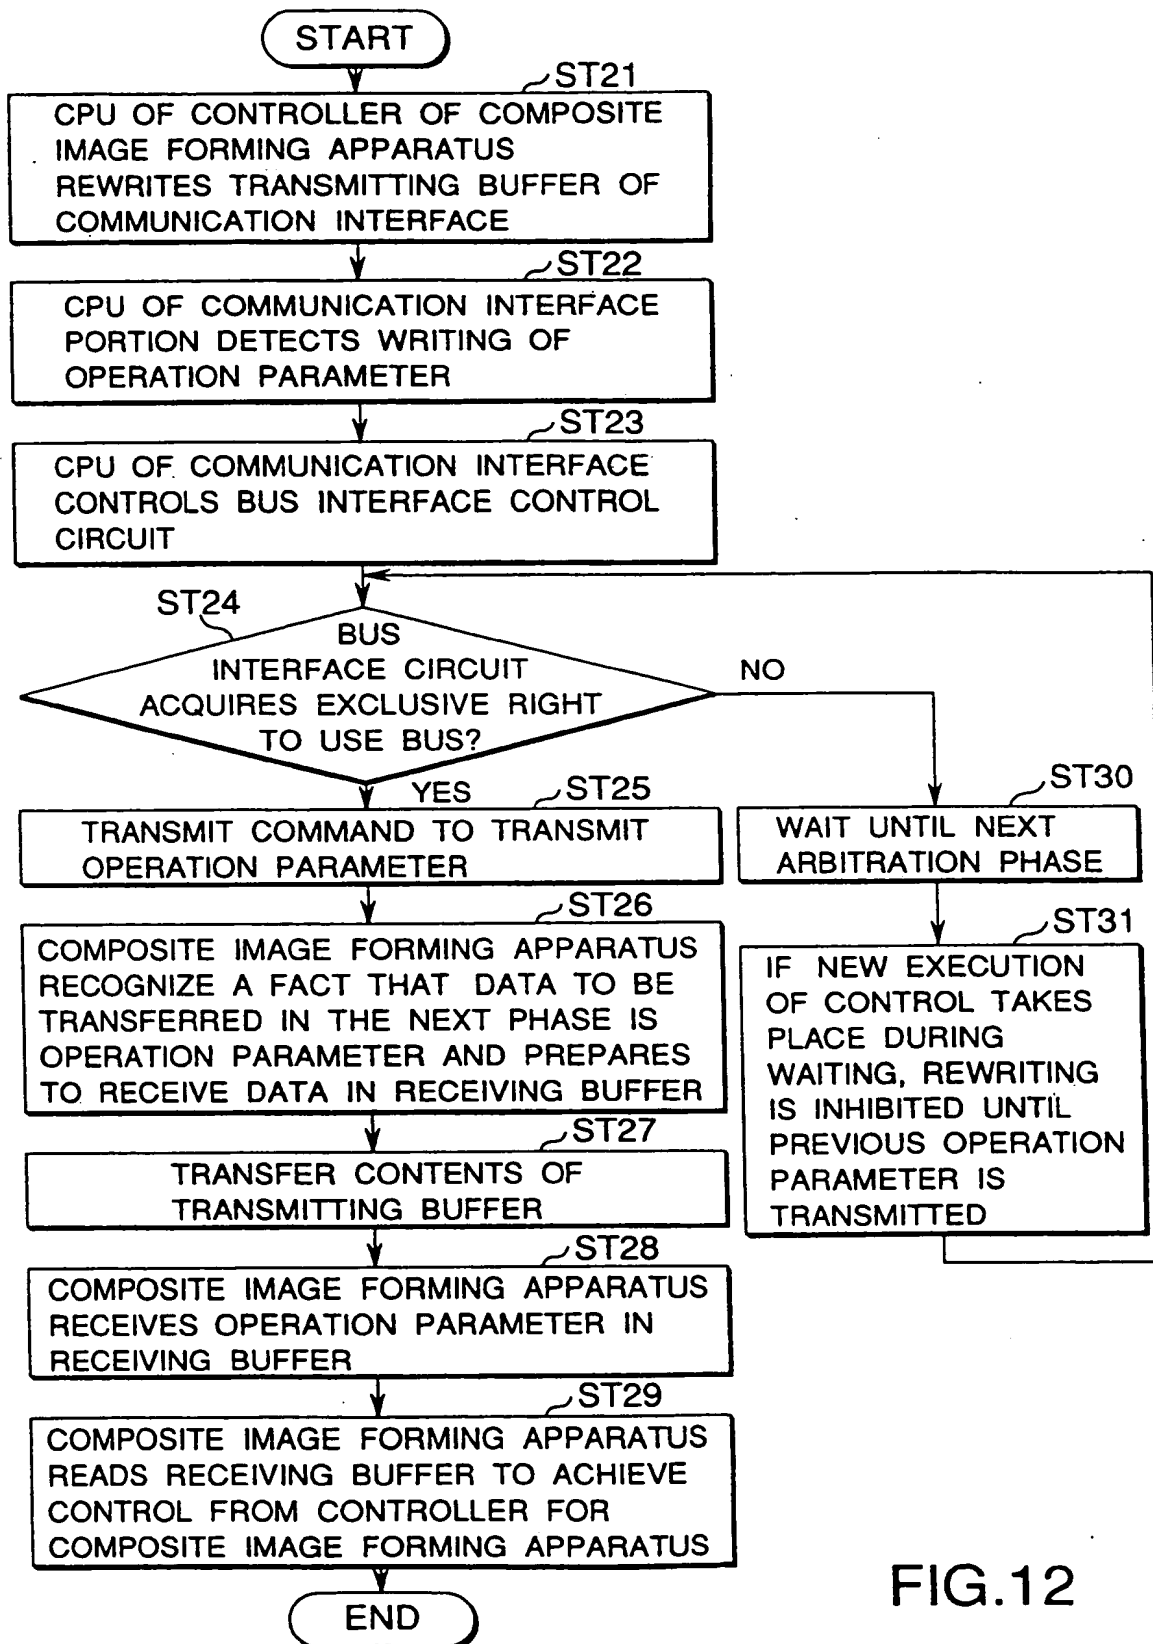 START
ST21
CPU OF CONTROLLER OF COMPOSITE
IMAGE FORMING APPARATUS
REWRITES TRANSMITTING BUFFER OF
COMMUNICATION INTERFACE
ST22
CPU OF COMMUNICATION INTERFACE
PORTION DETECTS WRITING OF
OPERATION PARAMETER
ST23
CPU OF COMMUNICATION INTERFACE
CONTROLS BUS INTERFACE CONTROL
CIRCUIT
ST24
BUS
INTERFACE CIRCUIT
ACQUIRES EXCLUSIVE RIGHT
TO USE BUS?
NO
YES
ST25
TRANSMIT COMMAND TO TRANSMIT
OPERATION PARAMETER
ST26
COMPOSITE IMAGE FORMING APPARATUS
RECOGNIZE A FACT THAT DATA TO BE
TRANSFERRED IN THE NEXT PHASE IS
OPERATION PARAMETER AND PREPARES
TO RECEIVE DATA IN RECEIVING BUFFER
ST27
TRANSFER CONTENTS OF
TRANSMITTING BUFFER
ST28
COMPOSITE IMAGE FORMING APPARATUS
RECEIVES OPERATION PARAMETER IN
RECEIVING BUFFER
ST29
COMPOSITE IMAGE FORMING APPARATUS
READS RECEIVING BUFFER TO ACHIEVE
CONTROL FROM CONTROLLER FOR
COMPOSITE IMAGE FORMING APPARATUS
END
ST30
WAIT UNTIL NEXT
ARBITRATION PHASE
ST31
IF NEW EXECUTION
OF CONTROL TAKES
PLACE DURING
WAITING, REWRITING
IS INHIBITED UNTIL
PREVIOUS OPERATION
PARAMETER IS
TRANSMITTED
FIG.12